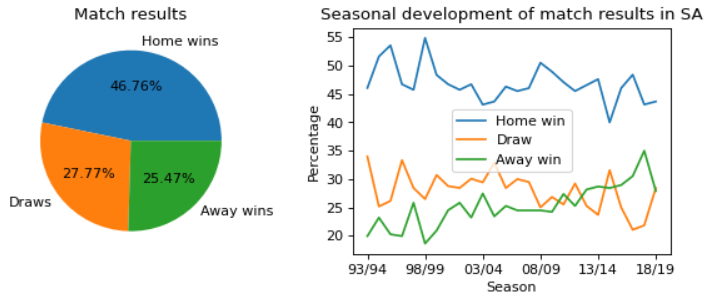 Match results
Home wins
46.76%
27.77%
25.47%
Draws
Away wins
Seasonal development of match results in SA
55
50
45
40
35
30
25
20
Percentage
Home win
Draw
Away win
93/94 98/99 03/04 08/09 13/14 18/19
Season